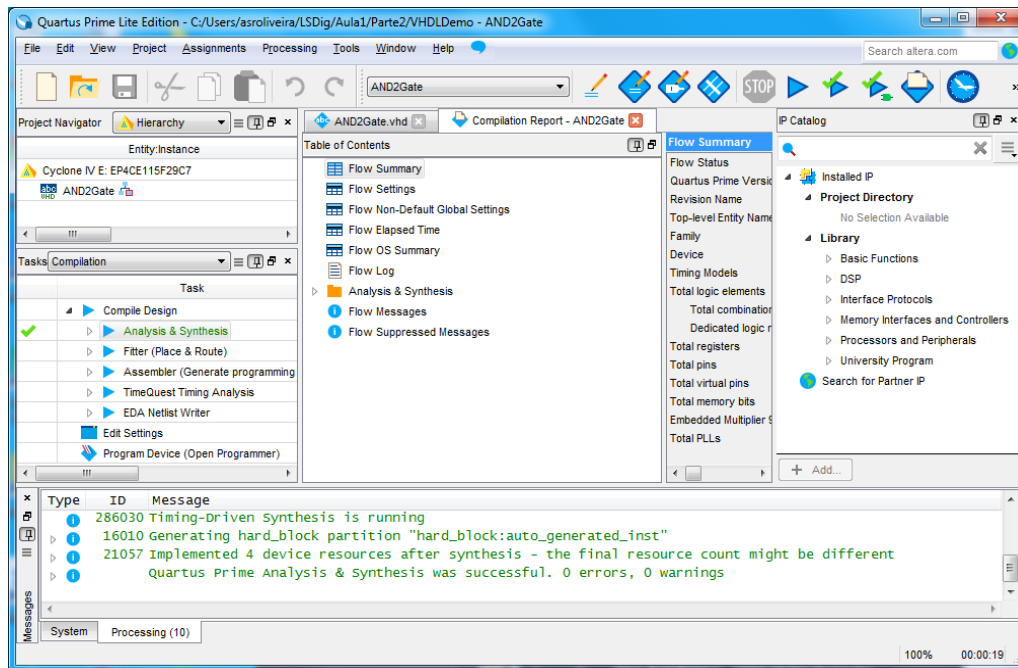 Quartus Prime Lite Edition - C:/Users/asroliveira/LSDig/Aula1/Parte2/VHDLDemo - AND2Gate - AND2Gate
File Edit View Project Assignments Processing Tools Window Help
Search altera.com
AND2Gate
STOP
»
Project Navigator
Hierarchy
Entity:Instance
Cyclone IV E: EP4CE115F29C7
abc
VHD
AND2Gate
Tasks
Compilation
Task
Compile Design
Analysis & Synthesis
Fitter (Place & Route)
Assembler (Generate programming
TimeQuest Timing Analysis
EDA Netlist Writer
Edit Settings
Program Device (Open Programmer)
abc
AND2Gate.vhd
Compilation Report - AND2Gate
Table of Contents
Flow Summary
Flow Settings
Flow Non-Default Global Settings
Flow Elapsed Time
Flow OS Summary
Flow Log
Analysis & Synthesis
Flow Messages
Flow Suppressed Messages
Flow Summary
Flow Status
Quartus Prime Versic
Revision Name
Top-level Entity Name
Family
Device
Timing Models
Total logic elements
Total combination
Dedicated logic r
Total registers
Total pins
Total virtual pins
Total memory bits
Embedded Multiplier 9
Total PLLs
IP Catalog
Installed IP
Project Directory
No Selection Available
Library
Basic Functions
DSP
Interface Protocols
Memory Interfaces and Controllers
Processors and Peripherals
University Program
Search for Partner IP
+ Add...
Messages
Type ID Message
286030 Timing-Driven Synthesis is running
16010 Generating hard_block partition "hard_block:auto_generated_inst"
21057 Implemented 4 device resources after synthesis - the final resource count might be different
Quartus Prime Analysis & Synthesis was successful. 0 errors, 0 warnings
System
Processing (10)
100% 00:00:19